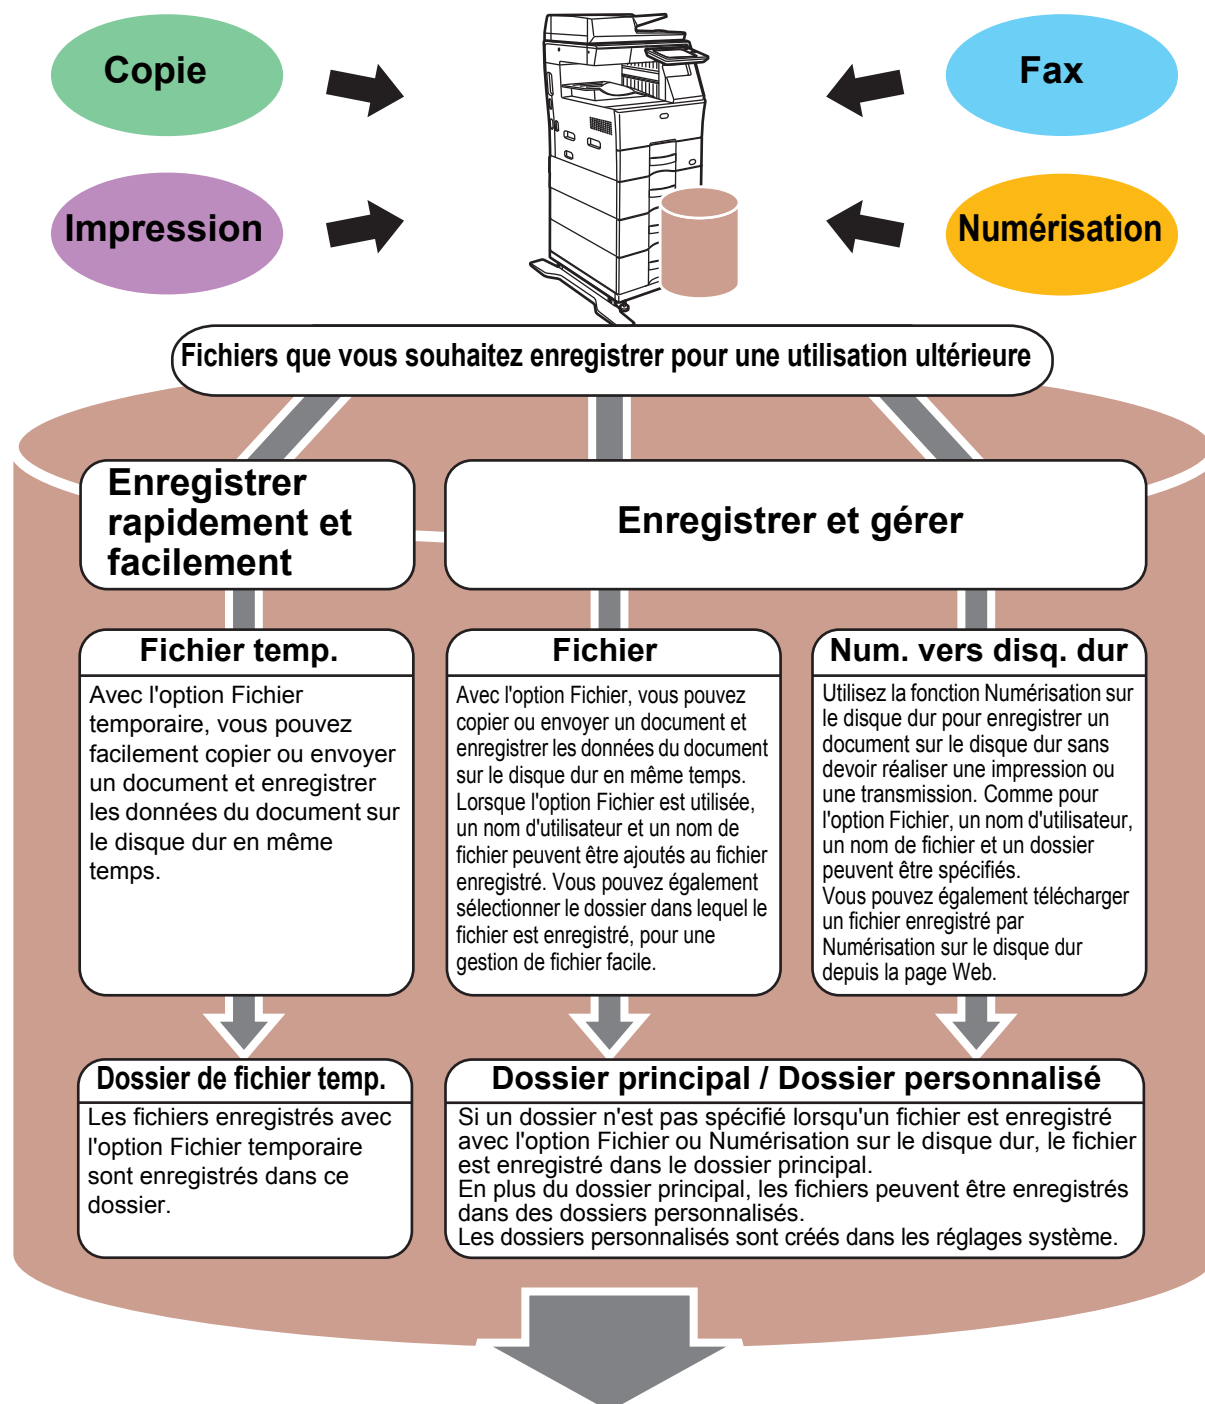 Copie
Fax
Impression
Numérisation
Fichiers que vous souhaitez enregistrer pour une utilisation ultérieure
Enregistrer
rapidement et
facilement
Enregistrer et gérer
Fichier temp.
Avec l'option Fichier
temporaire, vous pouvez
facilement copier ou envoyer
un document et enregistrer
les données du document sur
le disque dur en même
temps.
Fichier
Avec l'option Fichier, vous pouvez
copier ou envoyer un document et
enregistrer les données du document
sur le disque dur en même temps.
Lorsque l'option Fichier est utilisée,
un nom d'utilisateur et un nom de
fichier peuvent être ajoutés au fichier
enregistré. Vous pouvez également
sélectionner le dossier dans lequel le
fichier est enregistré, pour une
gestion de fichier facile.
Num. vers disq. dur
Utilisez la fonction Numérisation sur
le disque dur pour enregistrer un
document sur le disque dur sans
devoir réaliser une impression ou
une transmission. Comme pour
l'option Fichier, un nom d'utilisateur,
un nom de fichier et un dossier
peuvent être spécifiés.
Vous pouvez également télécharger
un fichier enregistré par
Numérisation sur le disque dur
depuis la page Web.
Dossier de fichier temp.
Les fichiers enregistrés avec
l'option Fichier temporaire
sont enregistrés dans ce
dossier.
Dossier principal / Dossier personnalisé
Si un dossier n'est pas spécifié lorsqu'un fichier est enregistré
avec l'option Fichier ou Numérisation sur le disque dur, le fichier
est enregistré dans le dossier principal.
En plus du dossier principal, les fichiers peuvent être enregistrés
dans des dossiers personnalisés.
Les dossiers personnalisés sont créés dans les réglages système.